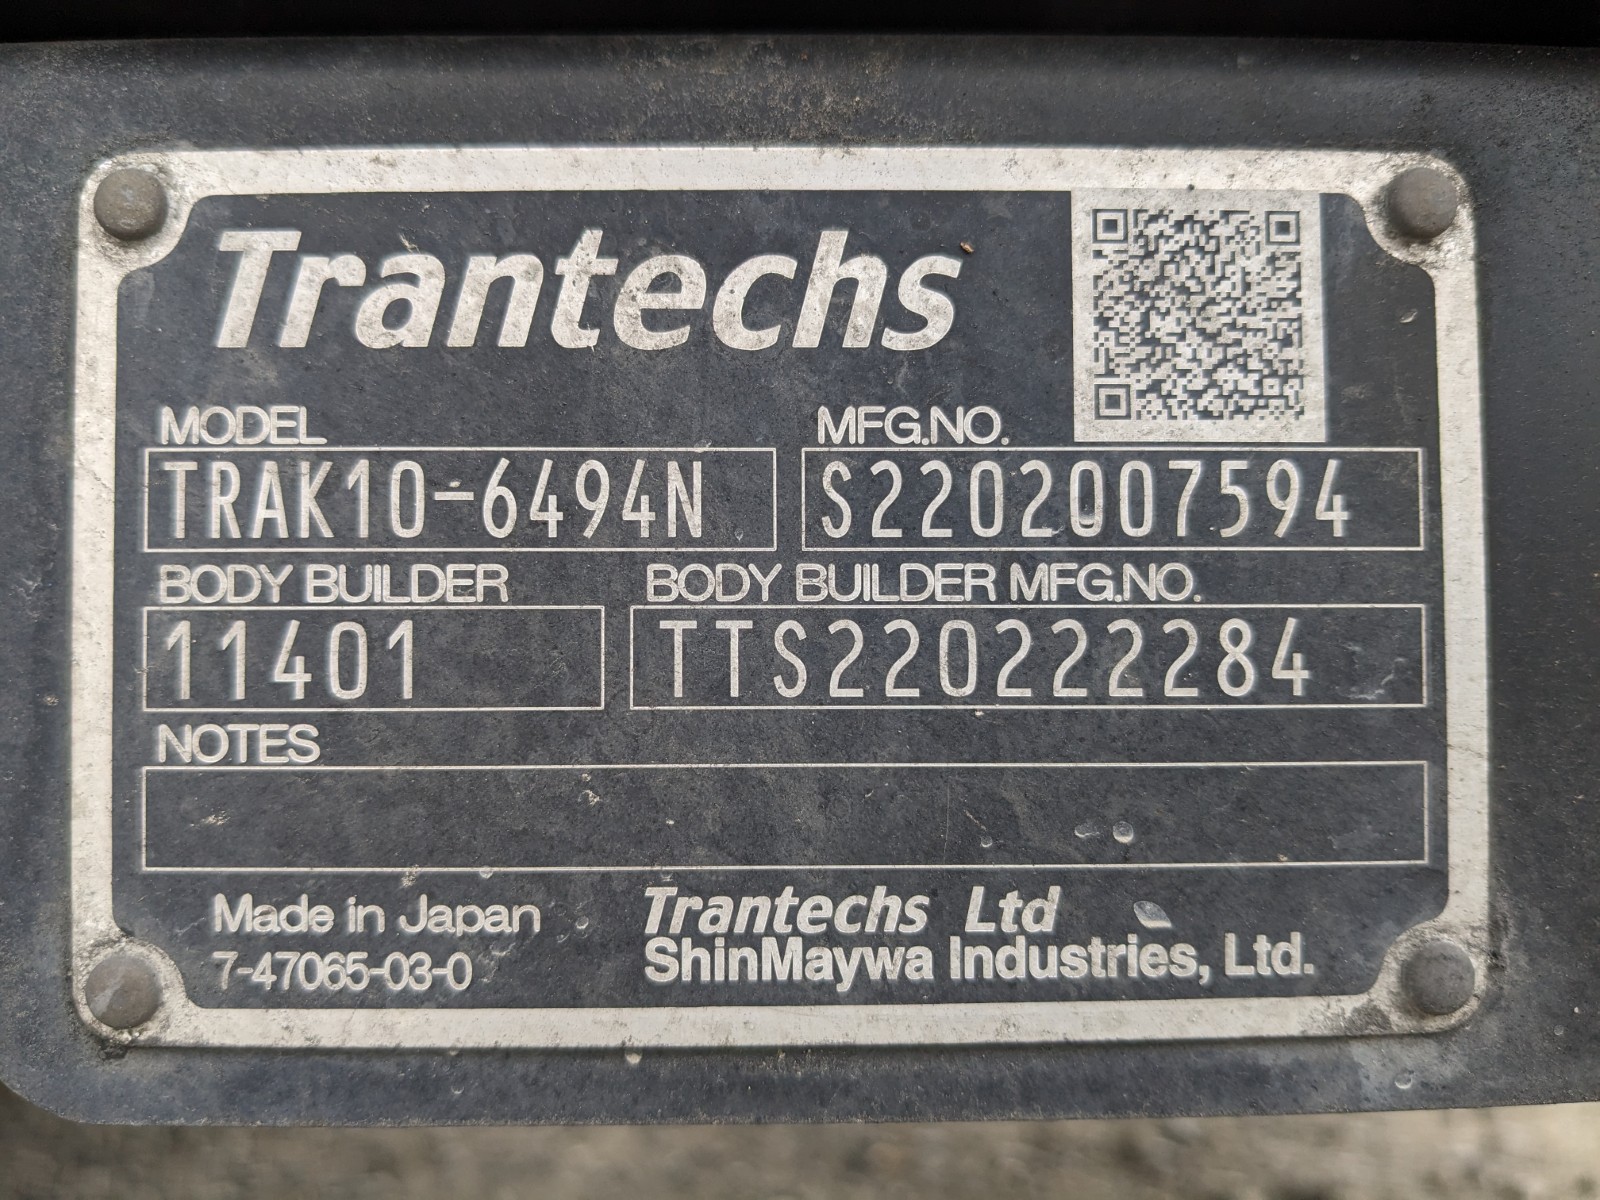 Trantechs
MODEL MFG.NO.
TRAK10-6494N S2202007594
BODY BUILDER BODY BUILDER MFG.NO.
11401 TTS220222284
NOTES
Made in Japan Trantechs Ltd
7-47065-03-0 ShinMaywa Industries, Ltd.